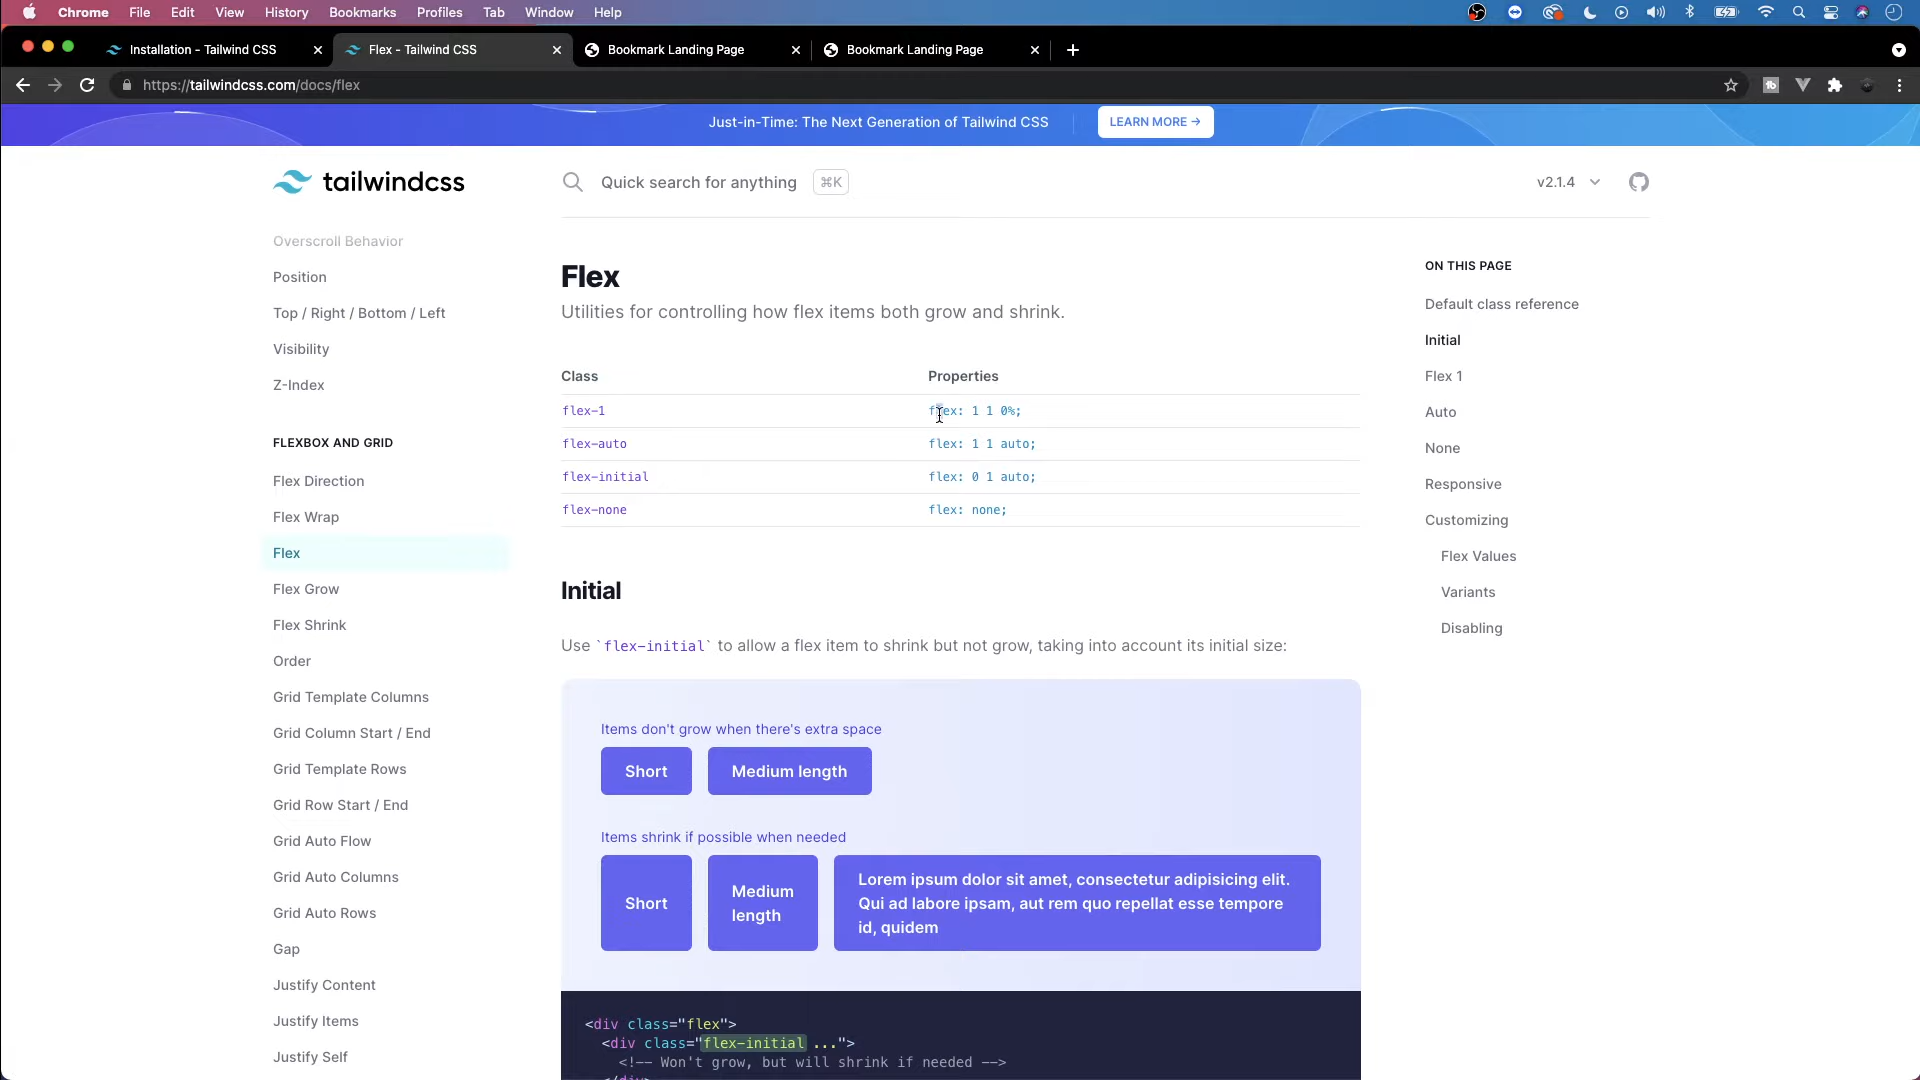 Chrome File Edit View History Bookmarks Profiles Tab Window Help
Installation - Tailwind CSS
Flex - Tailwind CSS
Bookmark Landing Page
Bookmark Landing Page
https://tailwindcss.com/docs/flex
Just-in-Time: The Next Generation of Tailwind CSS
LEARN MORE →
tailwindcss
Quick search for anything ⌘K
v2.1.4
Overscroll Behavior
Position
Top / Right / Bottom / Left
Visibility
Z-Index
FLEXBOX AND GRID
Flex Direction
Flex Wrap
Flex
Flex Grow
Flex Shrink
Order
Grid Template Columns
Grid Column Start / End
Grid Template Rows
Grid Row Start / End
Grid Auto Flow
Grid Auto Columns
Grid Auto Rows
Gap
Justify Content
Justify Items
Justify Self
Flex
Utilities for controlling how flex items both grow and shrink.
Class Properties
flex-1 flex: 1 1 0%;
flex-auto flex: 1 1 auto;
flex-initial flex: 0 1 auto;
flex-none flex: none;
Initial
Use `flex-initial` to allow a flex item to shrink but not grow, taking into account its initial size:
Items don't grow when there's extra space
Short
Medium length
Items shrink if possible when needed
Short
Medium
length
Lorem ipsum dolor sit amet, consectetur adipisicing elit.
Qui ad labore ipsam, aut rem quo repellat esse tempore
id, quidem
<div class="flex">
<div class="flex-initial ...">
<!-- Won't grow, but will shrink if needed -->
</div>
ON THIS PAGE
Default class reference
Initial
Flex 1
Auto
None
Responsive
Customizing
Flex Values
Variants
Disabling